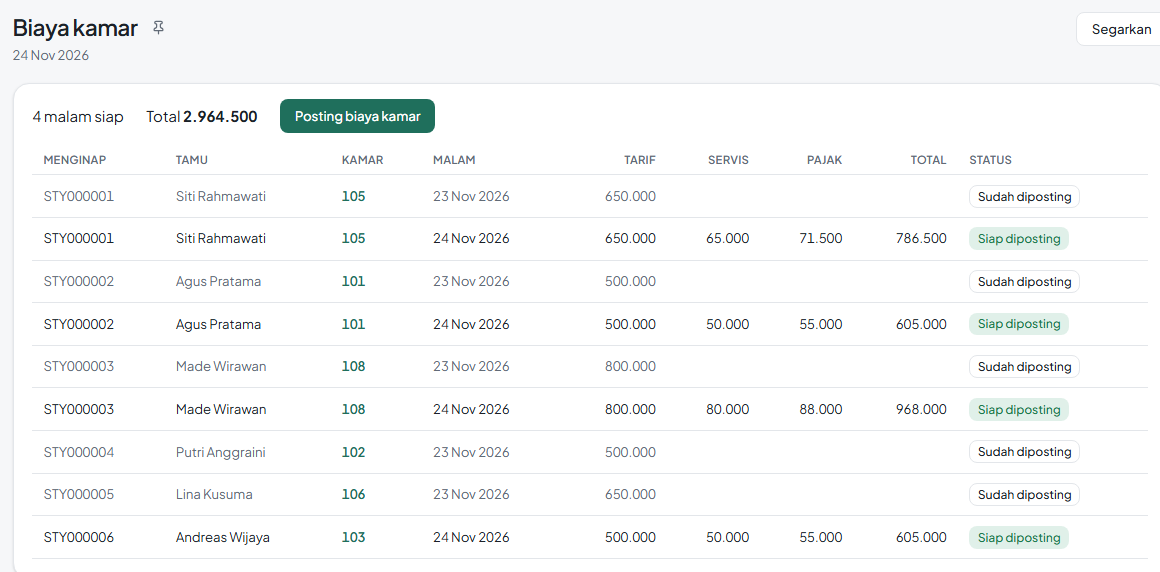 Biaya kamar
24 Nov 2026
Segarkan
4 malam siap Total 2.964.500 Posting biaya kamar
MENGINAP TAMU KAMAR MALAM TARIF SERVIS PAJAK TOTAL STATUS
STY000001 Siti Rahmawati 105 23 Nov 2026 650.000 Sudah diposting
STY000001 Siti Rahmawati 105 24 Nov 2026 650.000 65.000 71.500 786.500 Siap diposting
STY000002 Agus Pratama 101 23 Nov 2026 500.000 Sudah diposting
STY000002 Agus Pratama 101 24 Nov 2026 500.000 50.000 55.000 605.000 Siap diposting
STY000003 Made Wirawan 108 23 Nov 2026 800.000 Sudah diposting
STY000003 Made Wirawan 108 24 Nov 2026 800.000 80.000 88.000 968.000 Siap diposting
STY000004 Putri Anggraini 102 23 Nov 2026 500.000 Sudah diposting
STY000005 Lina Kusuma 106 23 Nov 2026 650.000 Sudah diposting
STY000006 Andreas Wijaya 103 24 Nov 2026 500.000 50.000 55.000 605.000 Siap diposting